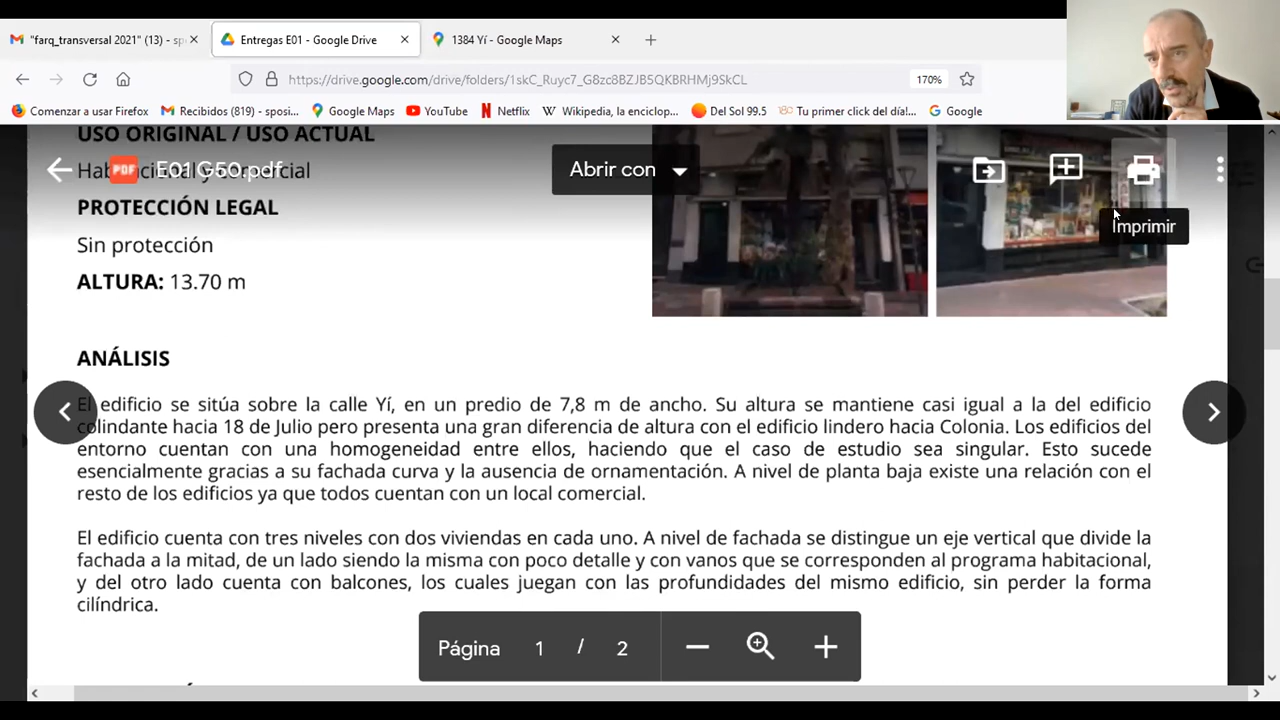 "farq_transversal 2021" (13) - sp
Entregas E01 - Google Drive
1384 Yí - Google Maps
https://drive.google.com/drive/folders/1skC_Ruyc7_G8zc8BZJB5QKBRHMj9SkCL
170%
Comenzar a usar Firefox
Recibidos (819) - sposi...
Google Maps
YouTube
Netflix
Wikipedia, la enciclop...
Del Sol 99.5
Tu primer click del día!...
Google
USO ORIGINAL / USO ACTUAL
PDF
E01IG50.pdf
Abrir con
Imprimir
PROTECCIÓN LEGAL
Sin protección
ALTURA: 13.70 m
ANÁLISIS
El edificio se sitúa sobre la calle Yí, en un predio de 7,8 m de ancho. Su altura se mantiene casi igual a la del edificio
colindante hacia 18 de Julio pero presenta una gran diferencia de altura con el edificio lindero hacia Colonia. Los edificios del
entorno cuentan con una homogeneidad entre ellos, haciendo que el caso de estudio sea singular. Esto sucede
esencialmente gracias a su fachada curva y la ausencia de ornamentación. A nivel de planta baja existe una relación con el
resto de los edificios ya que todos cuentan con un local comercial.
El edificio cuenta con tres niveles con dos viviendas en cada uno. A nivel de fachada se distingue un eje vertical que divide la
fachada a la mitad, de un lado siendo la misma con poco detalle y con vanos que se corresponden al programa habitacional,
y del otro lado cuenta con balcones, los cuales juegan con las profundidades del mismo edificio, sin perder la forma
cilíndrica.
Página 1 / 2